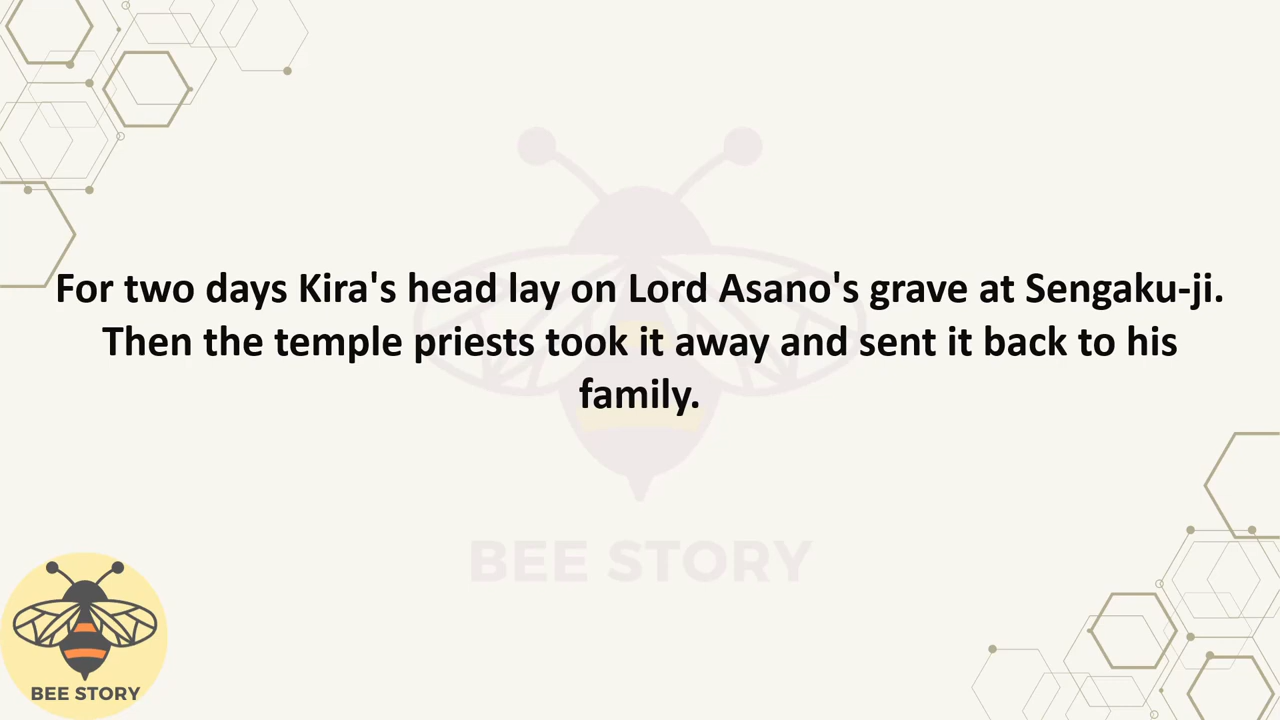 For two days Kira's head lay on Lord Asano's grave at Sengaku-ji.
Then the temple priests took it away and sent it back to his
family.
BEE STORY
BEE STORY